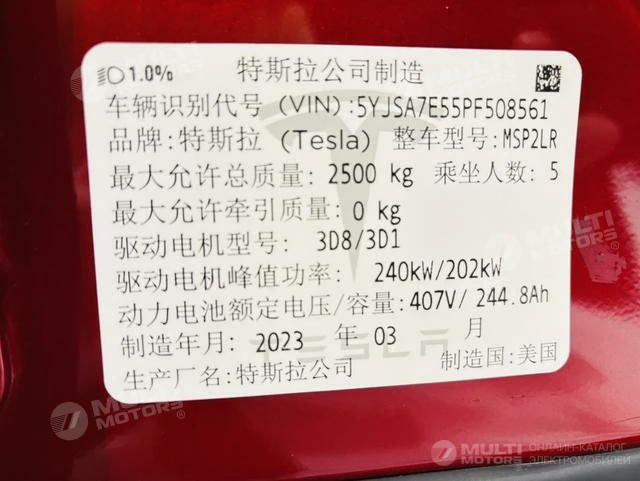 1.0% 特斯拉公司制造
车辆识别代号 (VIN):5YJSA7E55PF508561
品牌:特斯拉 (Tesla) 整车型号:MSP2LR
最大允许总质量: 2500 kg 乘坐人数: 5
最大允许牵引质量: 0 kg
驱动电机型号: 3D8/3D1
驱动电机峰值功率: 240kW/202kW
动力电池额定电压/容量:407V/ 244.8Ah
制造年月: 2023 年 03 月
TESLA
生产厂名:特斯拉公司 制造国:美国
MULTI MOTORS
MULTI
MOTORS
MULTI MOTORS
ОНЛАЙН-КАТАЛОГ
ЭЛЕКТРОМОБИЛЕЙ